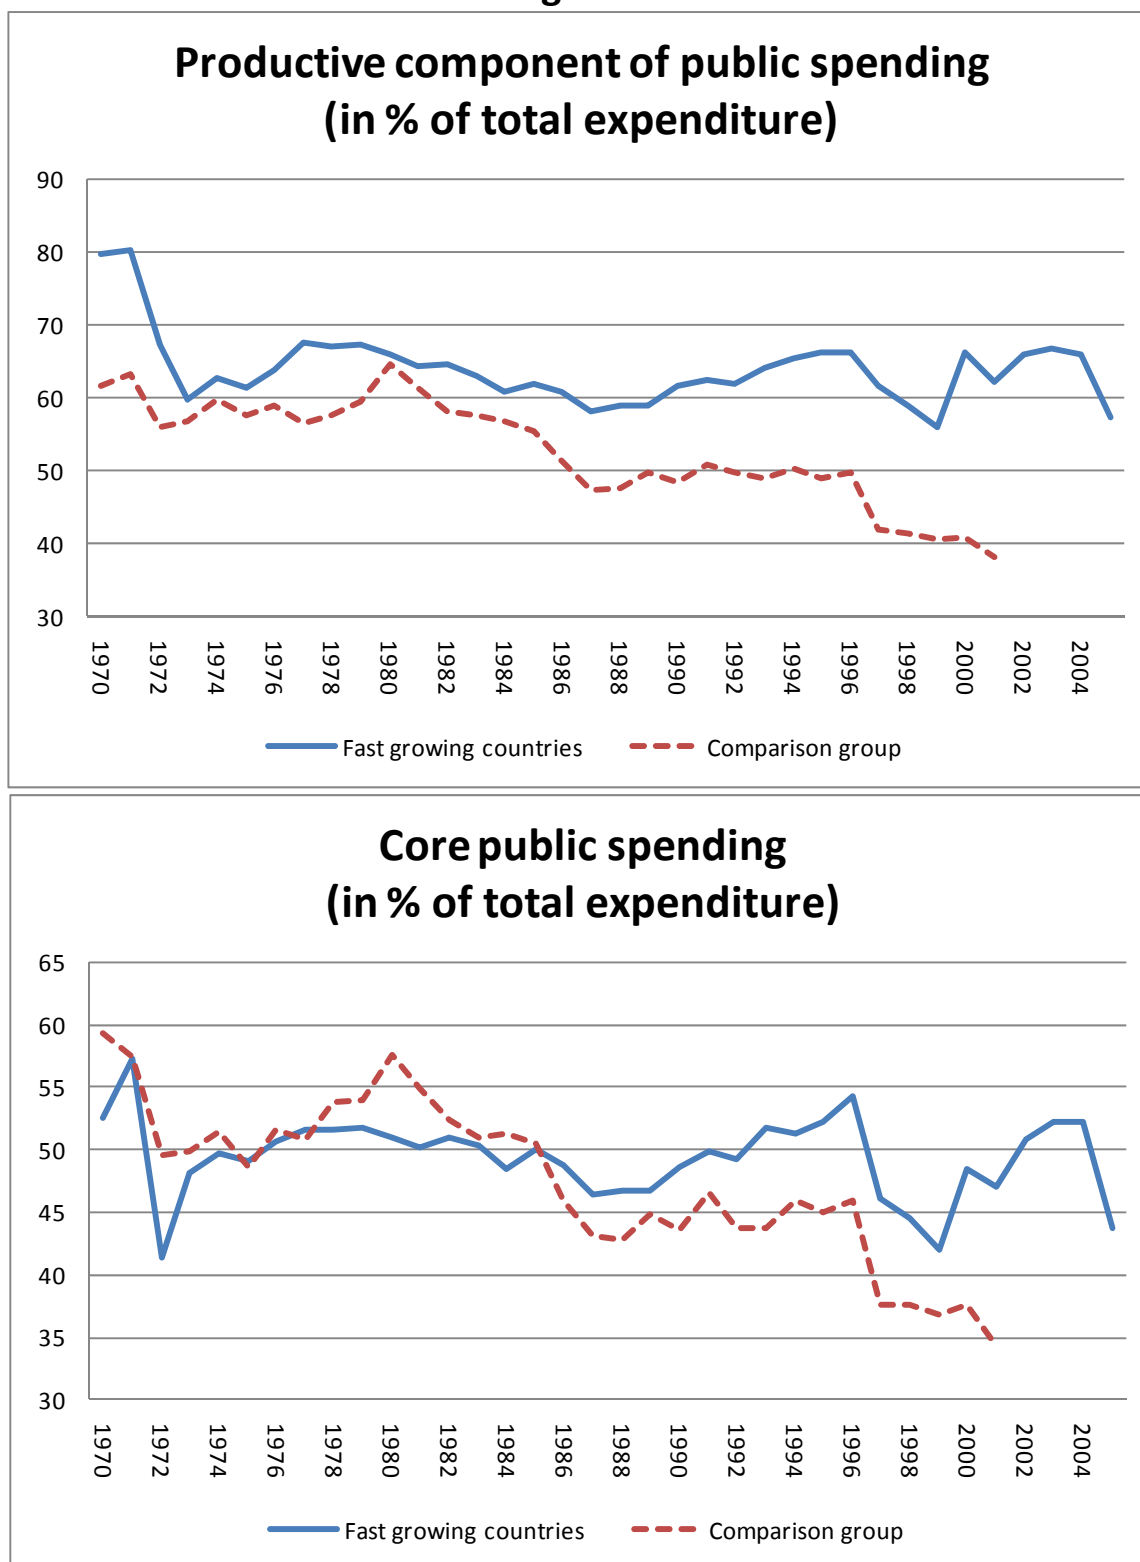 Productive component of public spending
(in % of total expenditure)
90
80
70
60
50
40
30
1970 1972 1974 1976 1978 1980 1982 1984 1986 1988 1990 1992 1994 1996 1998 2000 2002 2004
Fast growing countries Comparison group
Core public spending
(in % of total expenditure)
65
60
55
50
45
40
35
30
1970 1972 1974 1976 1978 1980 1982 1984 1986 1988 1990 1992 1994 1996 1998 2000 2002 2004
Fast growing countries Comparison group